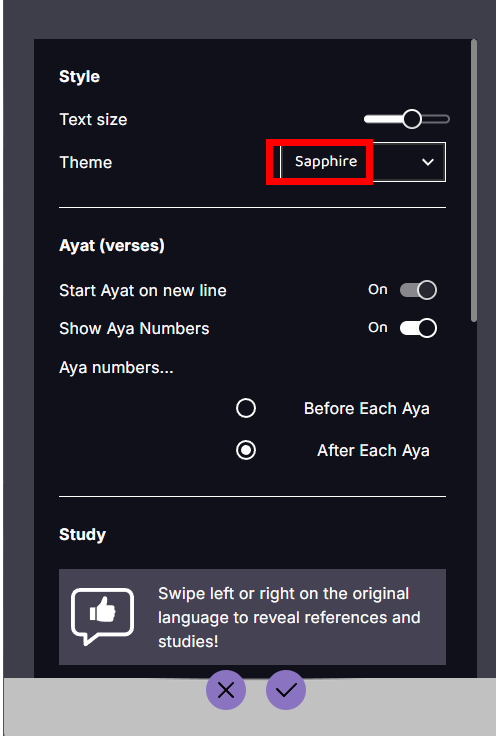 Style
Text size
Theme Sapphire
Ayat (verses)
Start Ayat on new line On
Show Aya Numbers On
Aya numbers...
Before Each Aya
After Each Aya
Study
Swipe left or right on the original
language to reveal references and
studies!